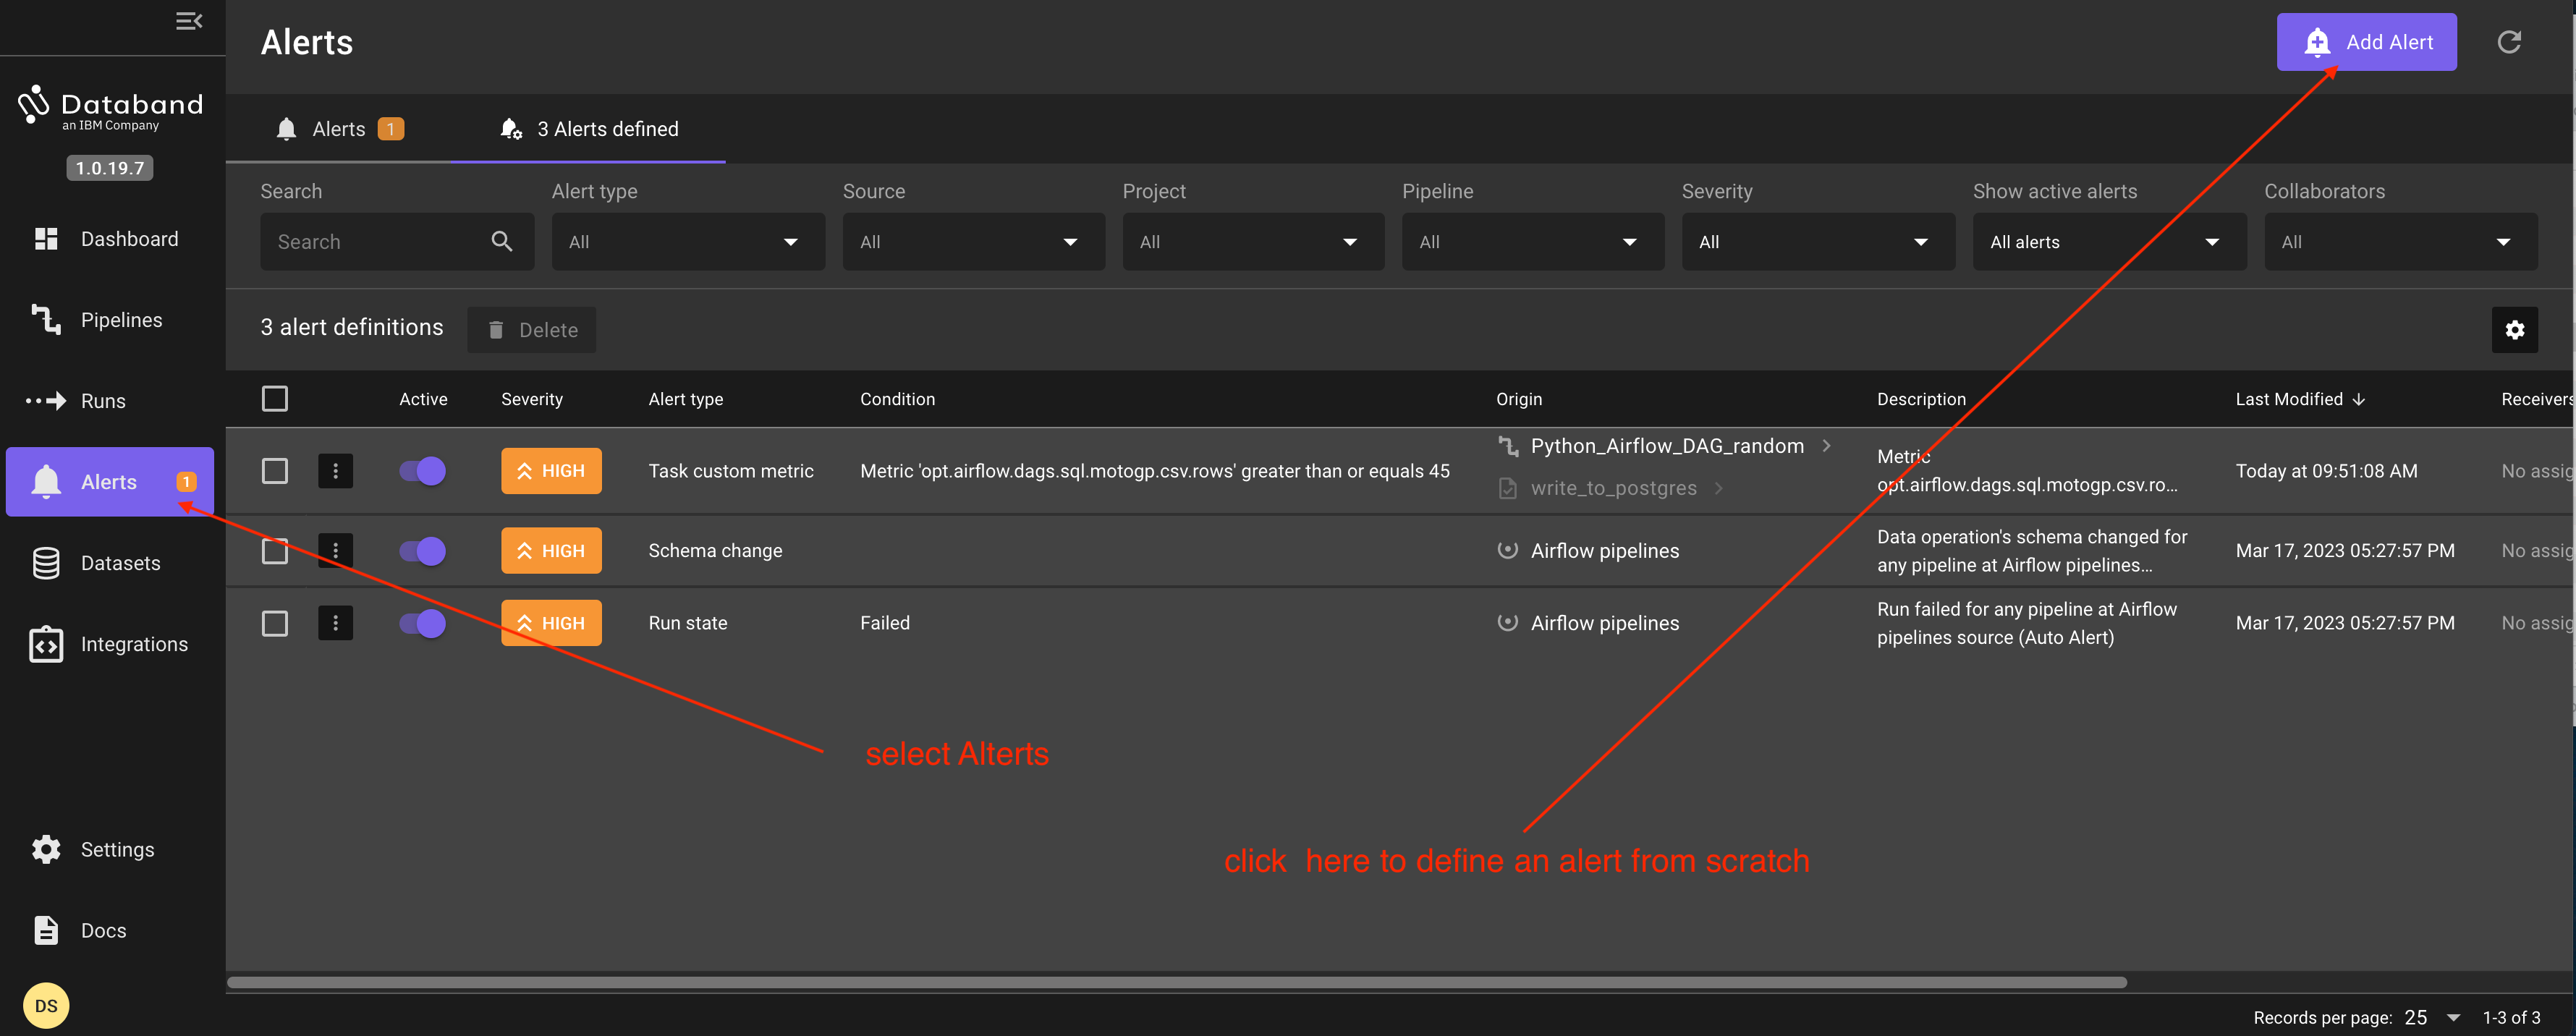 Databand
an IBM Company
1.0.19.7
Dashboard
Pipelines
Runs
Alerts 1
Datasets
Integrations
Settings
Docs
DS
Alerts
Add Alert
Alerts 1
3 Alerts defined
Search
Alert type
Source
Project
Pipeline
Severity
Show active alerts
Collaborators
Search
All
All
All
All
All
All alerts
All
3 alert definitions
Delete
Active
Severity
Alert type
Condition
Origin
Description
Last Modified
Receivers
HIGH
Task custom metric
Metric 'opt.airflow.dags.sql.motogp.csv.rows' greater than or equals 45
Python_Airflow_DAG_random
write_to_postgres
Metric
opt.airflow.dags.sql.motogp.csv.ro...
Today at 09:51:08 AM
No assig
HIGH
Schema change
Airflow pipelines
Data operation's schema changed for
any pipeline at Airflow pipelines...
Mar 17, 2023 05:27:57 PM
No assig
HIGH
Run state
Failed
Airflow pipelines
Run failed for any pipeline at Airflow
pipelines source (Auto Alert)
Mar 17, 2023 05:27:57 PM
No assig
select Alterts
click  here to define an alert from scratch
Records per page: 25
1-3 of 3